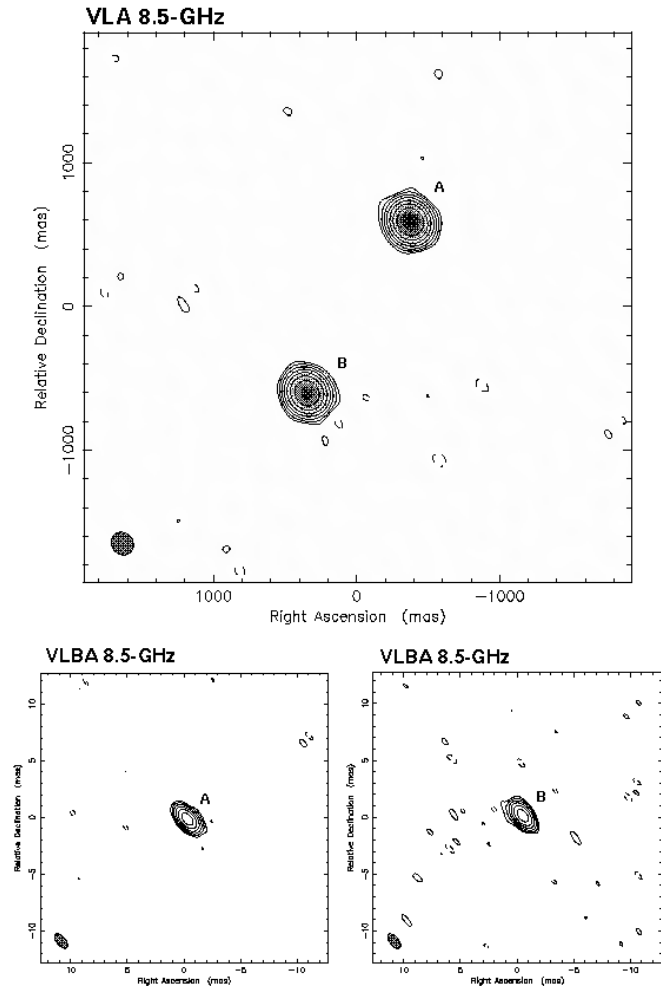 VLA 8.5-GHz
A
B
1000
0
-1000
Relative Declination (mas)
1000
0
-1000
Right Ascension (mas)
VLBA 8.5-GHz
A
10
5
0
-5
-10
Relative Declination (mas)
10
5
0
-5
-10
Right Ascension (mas)
VLBA 8.5-GHz
B
10
5
0
-5
-10
Relative Declination (mas)
10
5
0
-5
-10
Right Ascension (mas)